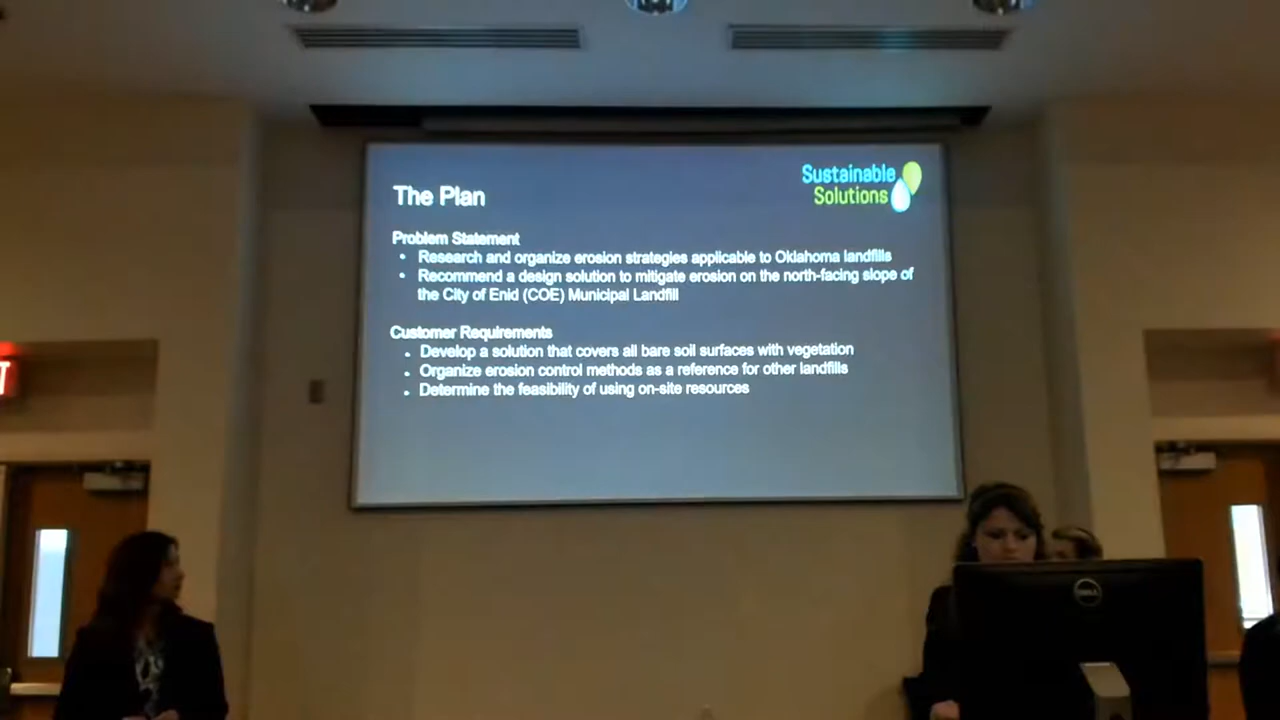 Sustainable
Solutions
The Plan
Problem Statement
• Research and organize erosion strategies applicable to Oklahoma landfills
• Recommend a design solution to mitigate erosion on the north-facing slope of
the City of Enid (COE) Municipal Landfill
Customer Requirements
• Develop a solution that covers all bare soil surfaces with vegetation
• Organize erosion control methods as a reference for other landfills
• Determine the feasibility of using on-site resources
T
DELL